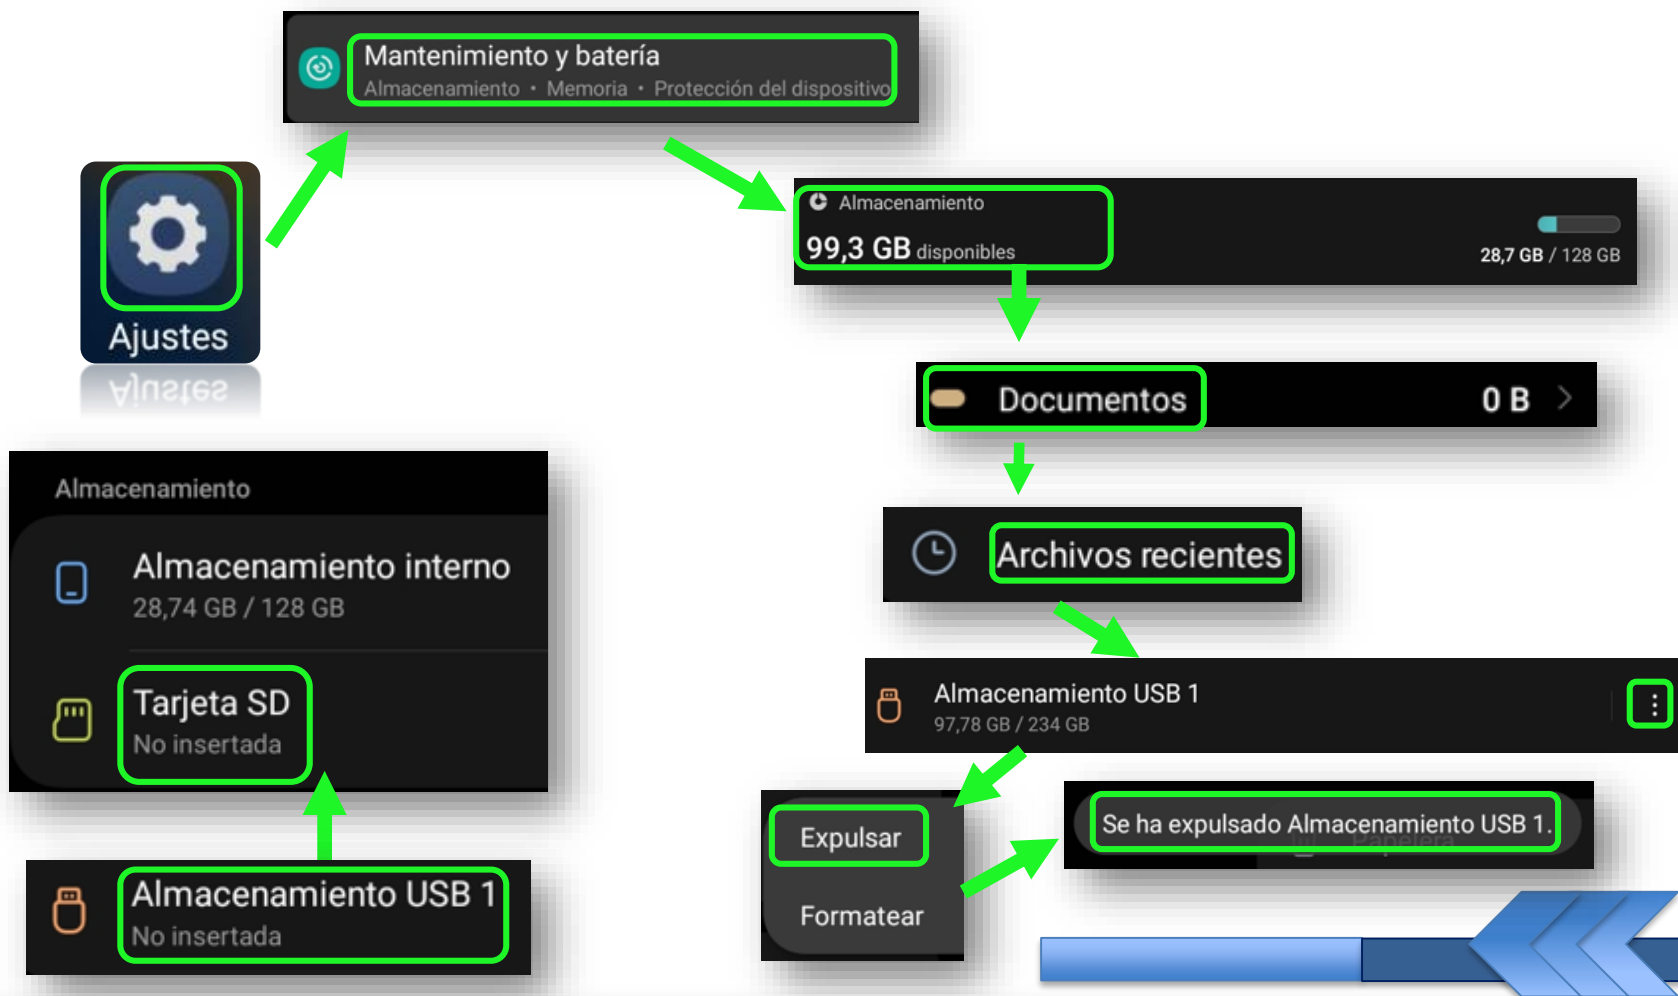 Mantenimiento y batería
Almacenamiento • Memoria • Protección del dispositivo
Ajustes
Ajustes
Almacenamiento
99,3 GB disponibles
28,7 GB / 128 GB
Documentos
0 B
Archivos recientes
Almacenamiento USB 1
97,78 GB / 234 GB
Expulsar
Formatear
Se ha expulsado Almacenamiento USB 1.
Papelera
Almacenamiento
Almacenamiento interno
28,74 GB / 128 GB
Tarjeta SD
No insertada
Almacenamiento USB 1
No insertada